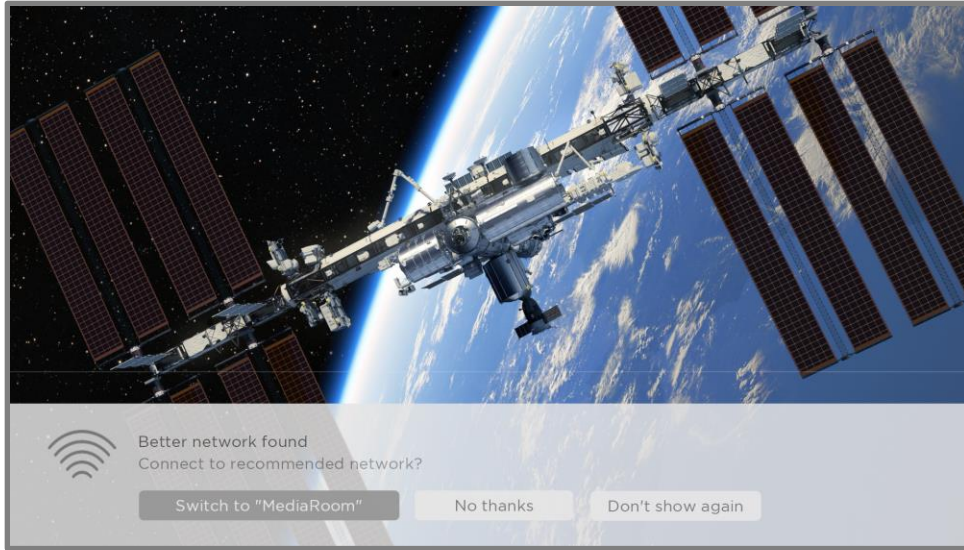 Better network found
Connect to recommended network?
Switch to "MediaRoom" No thanks Don't show again